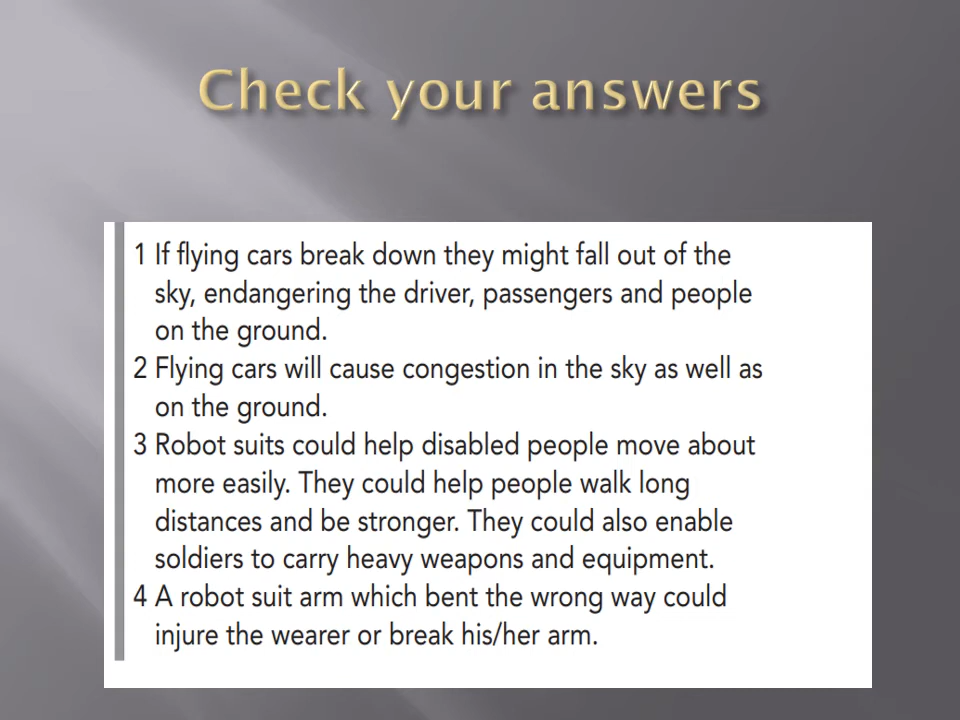 Check your answers
1 If flying cars break down they might fall out of the
sky, endangering the driver, passengers and people
on the ground.
2 Flying cars will cause congestion in the sky as well as
on the ground.
3 Robot suits could help disabled people move about
more easily. They could help people walk long
distances and be stronger. They could also enable
soldiers to carry heavy weapons and equipment.
4 A robot suit arm which bent the wrong way could
injure the wearer or break his/her arm.